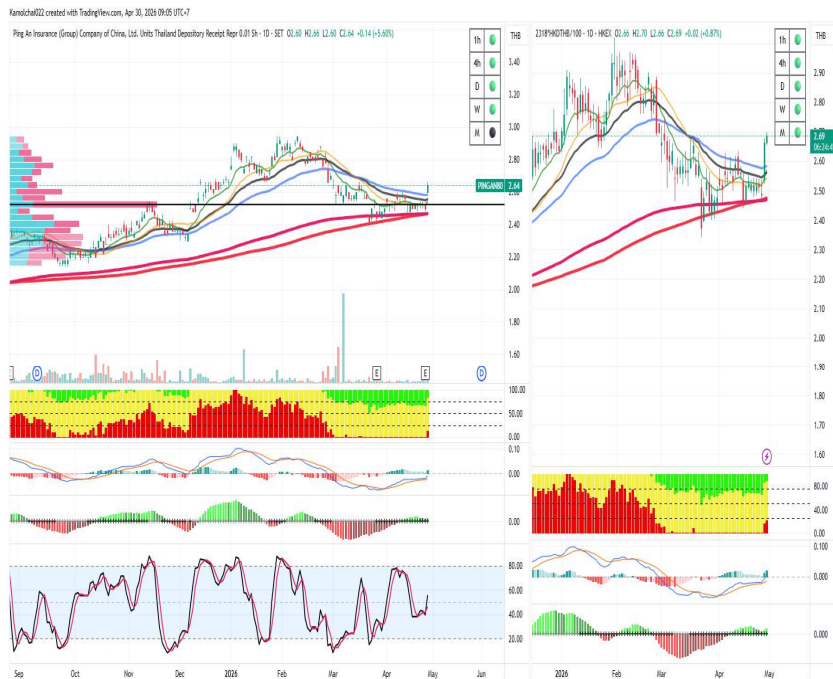 Kamolchai022 created with TradingView.com, Apr 30, 2026 09:05 UTC+7
Ping An Insurance (Group) Company of China, Ltd. Units Thailand Depository Receipt Repr 0.01 Sh · 1D · SET O2.60 H2.66 L2.60 C2.64 +0.14 (+5.60%)
THB
1h
4h
D
W
M
3.40
3.20
3.00
2.80
PINGAN80 2.64
2.40
2.20
2.00
1.80
1.60
D
E
E
D
100.00
50.00
0.00
0.10
0.00
0.00
80.00
60.00
40.00
20.00
Sep Oct Nov Dec 2026 Feb Mar Apr May Jun
2318*HKDTHB/100 · 1D · HKEX O2.66 H2.70 L2.66 C2.69 +0.02 (+0.87%)
THB
1h
4h
D
W
M
2.90
2.80
2.69
2.60
2.50
2.40
2.30
2.20
2.10
2.00
1.90
1.80
1.70
1.60
80.00
40.00
0.00
0.100
0.000
0.000
2026 Feb Mar Apr May